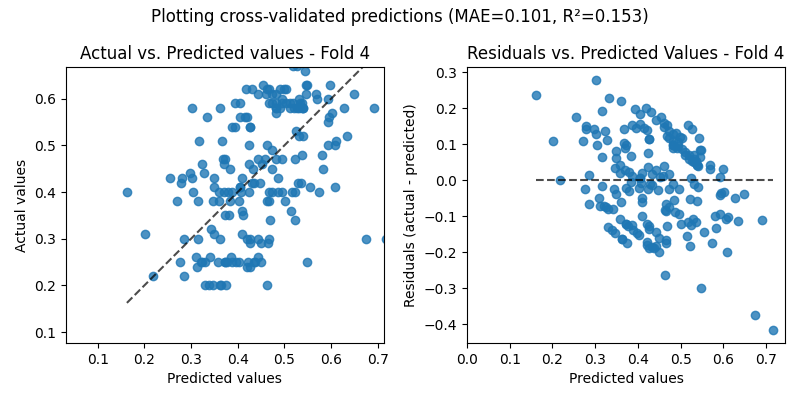 Plotting cross-validated predictions (MAE=0.101, R²=0.153)
Actual vs. Predicted values - Fold 4
Actual values
0.6
0.5
0.4
0.3
0.2
0.1
0.1 0.2 0.3 0.4 0.5 0.6 0.7
Predicted values
Residuals vs. Predicted Values - Fold 4
Residuals (actual - predicted)
0.3
0.2
0.1
0.0
−0.1
−0.2
−0.3
−0.4
0.0 0.1 0.2 0.3 0.4 0.5 0.6 0.7
Predicted values